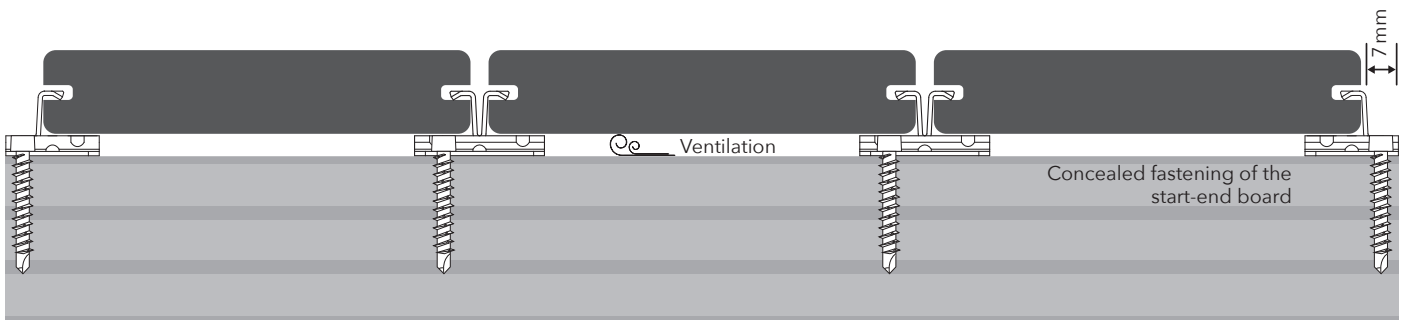 7 mm
Ventilation
Concealed fastening of the
start-end board